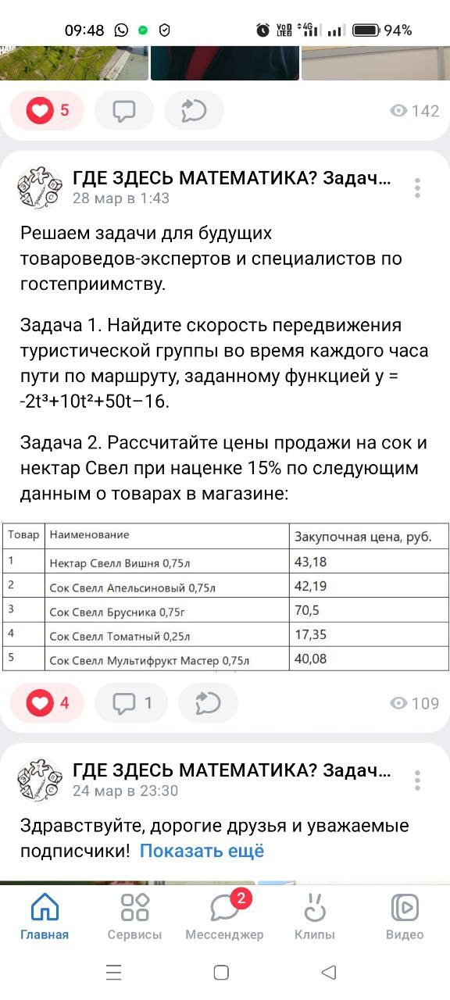 09:48 VoD LTE2 4G 94%
5 142
ГДЕ ЗДЕСЬ МАТЕМАТИКА? Задач...
28 мар в 1:43
Решаем задачи для будущих
товароведов-экспертов и специалистов по
гостеприимству.
Задача 1. Найдите скорость передвижения
туристической группы во время каждого часа
пути по маршруту, заданному функцией y =
-2t³+10t²+50t−16.
Задача 2. Рассчитайте цены продажи на сок и
нектар Свел при наценке 15% по следующим
данным о товарах в магазине:
Товар Наименование Закупочная цена, руб.
1 Нектар Свелл Вишня 0,75л 43,18
2 Сок Свелл Апельсиновый 0,75л 42,19
3 Сок Свелл Брусника 0,75г 70,5
4 Сок Свелл Томатный 0,25л 17,35
5 Сок Свелл Мультифрукт Мастер 0,75л 40,08
4 1 109
ГДЕ ЗДЕСЬ МАТЕМАТИКА? Задач...
24 мар в 23:30
Здравствуйте, дорогие друзья и уважаемые
подписчики! Показать ещё
2
Главная Сервисы Мессенджер Клипы Видео